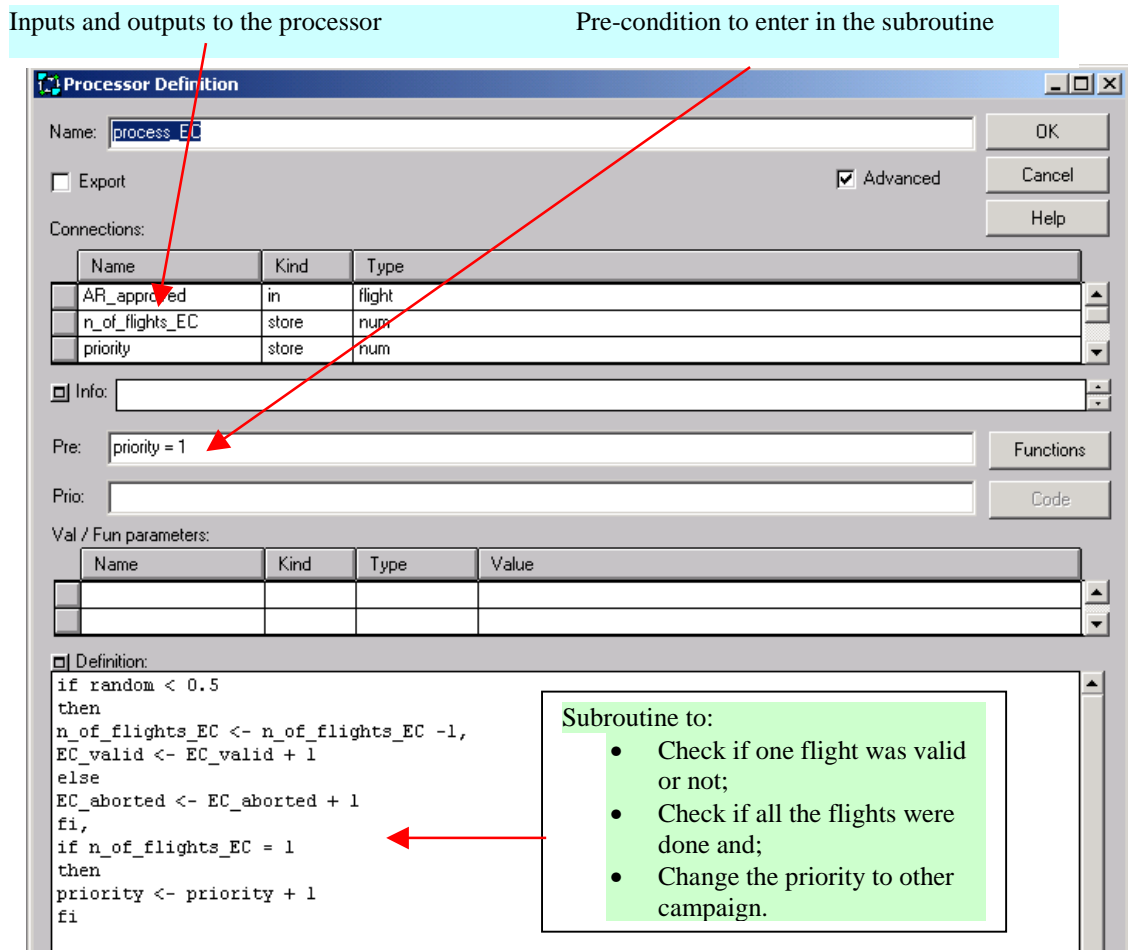 Inputs and outputs to the processor
Pre-condition to enter in the subroutine
Processor Definition
Name: process_EC
OK
Export
Advanced
Cancel
Help
Connections:
Name Kind Type
AR_approved in flight
n_of_flights_EC store num
priority store num
Info:
Pre: priority = 1
Functions
Prio:
Code
Val / Fun parameters:
Name Kind Type Value
Definition:
if random < 0.5
then
n_of_flights_EC <- n_of_flights_EC -1,
EC_valid <- EC_valid + 1
else
EC_aborted <- EC_aborted + 1
fi,
if n_of_flights_EC = 1
then
priority <- priority + 1
fi
Subroutine to:
• Check if one flight was valid
or not;
• Check if all the flights were
done and;
• Change the priority to other
campaign.